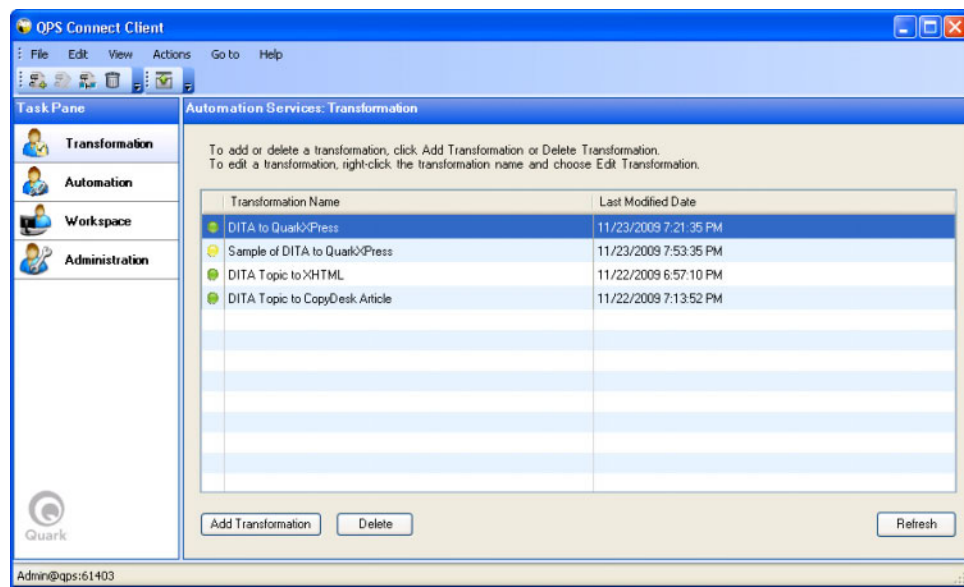 QPS Connect Client
File Edit View Actions Go to Help
Task Pane
Automation Services: Transformation
Transformation
Automation
Workspace
Administration
To add or delete a transformation, click Add Transformation or Delete Transformation.
To edit a transformation, right-click the transformation name and choose Edit Transformation.
Transformation Name Last Modified Date
DITA to QuarkXPress 11/23/2009 7:21:35 PM
Sample of DITA to QuarkXPress 11/23/2009 7:53:35 PM
DITA Topic to XHTML 11/22/2009 6:57:10 PM
DITA Topic to CopyDesk Article 11/22/2009 7:13:52 PM
Quark
Add Transformation Delete Refresh
Admin@qps:61403